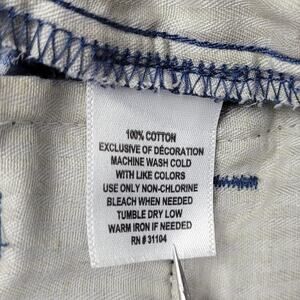 100% COTTON
EXCLUSIVE OF DÉCORATION
MACHINE WASH COLD
WITH LIKE COLORS
USE ONLY NON-CHLORINE
BLEACH WHEN NEEDED
TUMBLE DRY LOW
WARM IRON IF NEEDED
RN # 31104